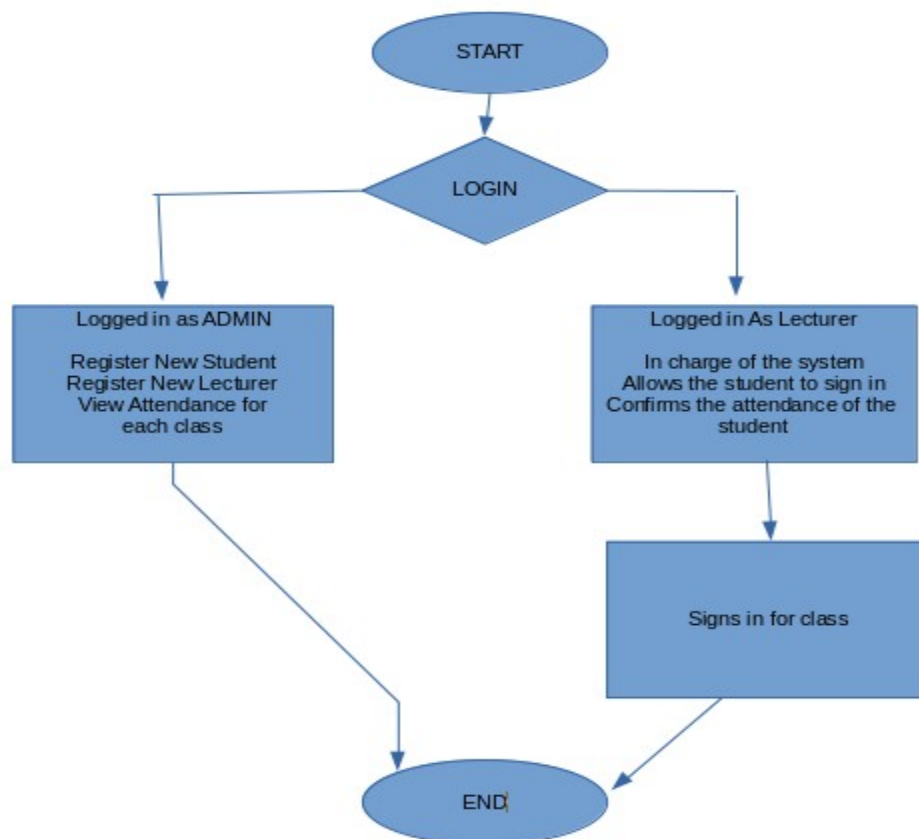 START
LOGIN
Logged in as ADMIN
Register New Student
Register New Lecturer
View Attendance for
each class
Logged in As Lecturer
In charge of the system
Allows the student to sign in
Confirms the attendance of the
student
Signs in for class
END